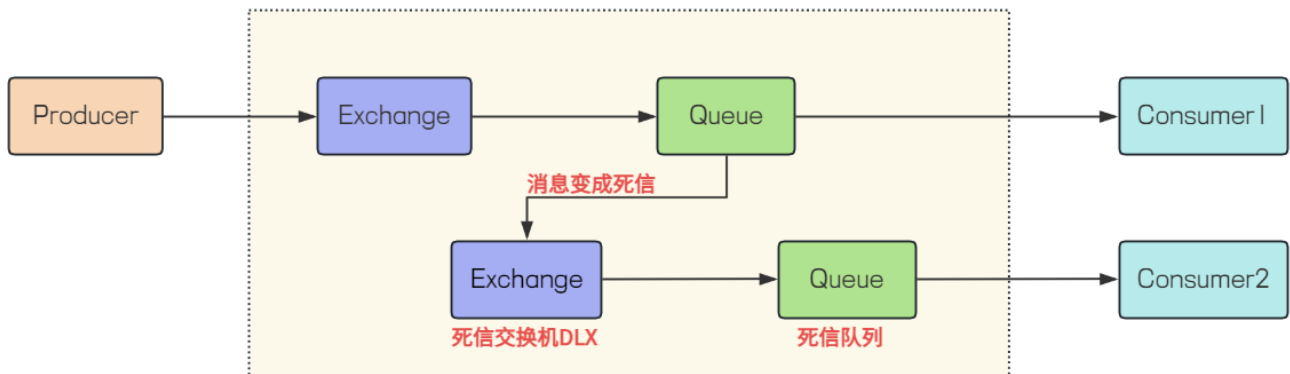 Producer
Exchange
Queue
Consumer1
消息变成死信
Exchange
Queue
Consumer2
死信交换机DLX
死信队列